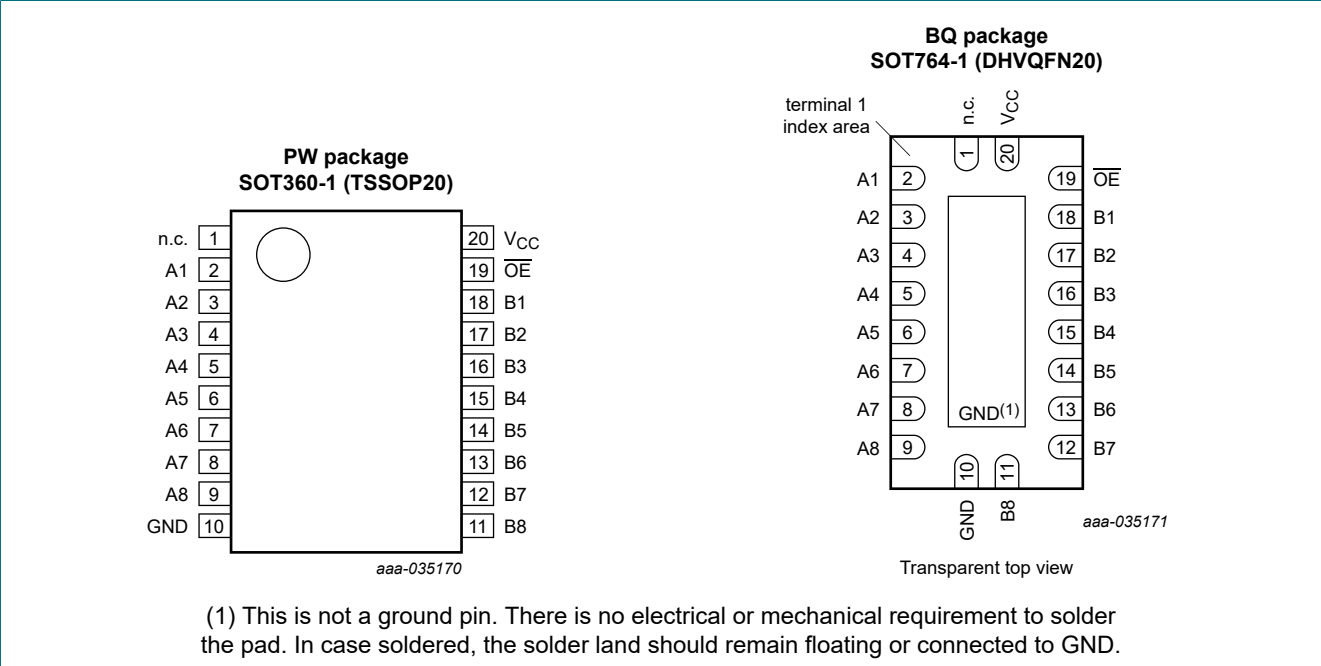 PW package
SOT360-1 (TSSOP20)
n.c. 1
A1 2
A2 3
A3 4
A4 5
A5 6
A6 7
A7 8
A8 9
GND 10
20 VCC
19 OE
18 B1
17 B2
16 B3
15 B4
14 B5
13 B6
12 B7
11 B8
aaa-035170
BQ package
SOT764-1 (DHVQFN20)
terminal 1
index area
n.c.
VCC
1
20
A1 2
A2 3
A3 4
A4 5
A5 6
A6 7
A7 8
A8 9
19 OE
18 B1
17 B2
16 B3
15 B4
14 B5
13 B6
12 B7
GND(1)
10
11
GND
B8
aaa-035171
Transparent top view
(1) This is not a ground pin. There is no electrical or mechanical requirement to solder
the pad. In case soldered, the solder land should remain floating or connected to GND.